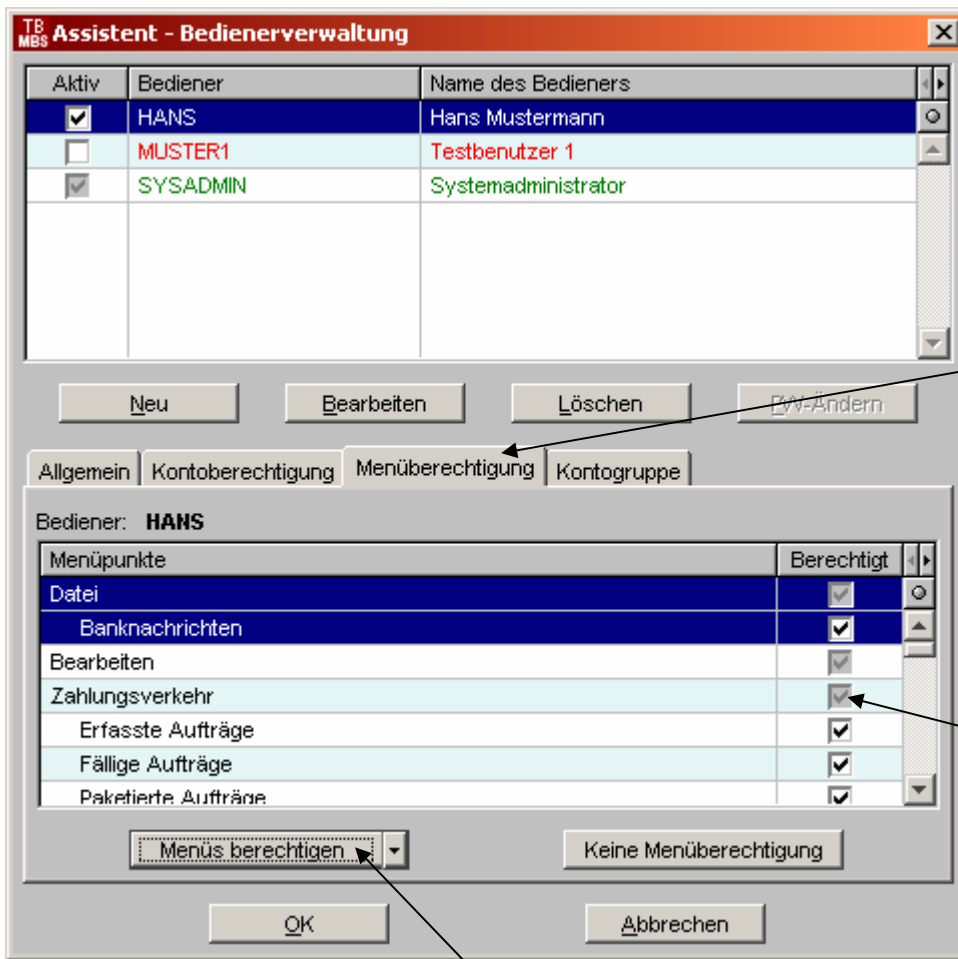 TB MBS Assistent - Bedienerverwaltung
Aktiv Bediener Name des Bedieners
HANS Hans Mustermann
MUSTER1 Testbenutzer 1
SYSADMIN Systemadministrator
Neu Bearbeiten Löschen PW-Ändern
Allgemein Kontoberechtigung Menüberechtigung Kontogruppe
Bediener: HANS
Menüpunkte Berechtigt
Datei
Banknachrichten
Bearbeiten
Zahlungsverkehr
Erfasste Aufträge
Fällige Aufträge
Paketierte Aufträge
Menüs berechtigen Keine Menüberechtigung
OK Abbrechen